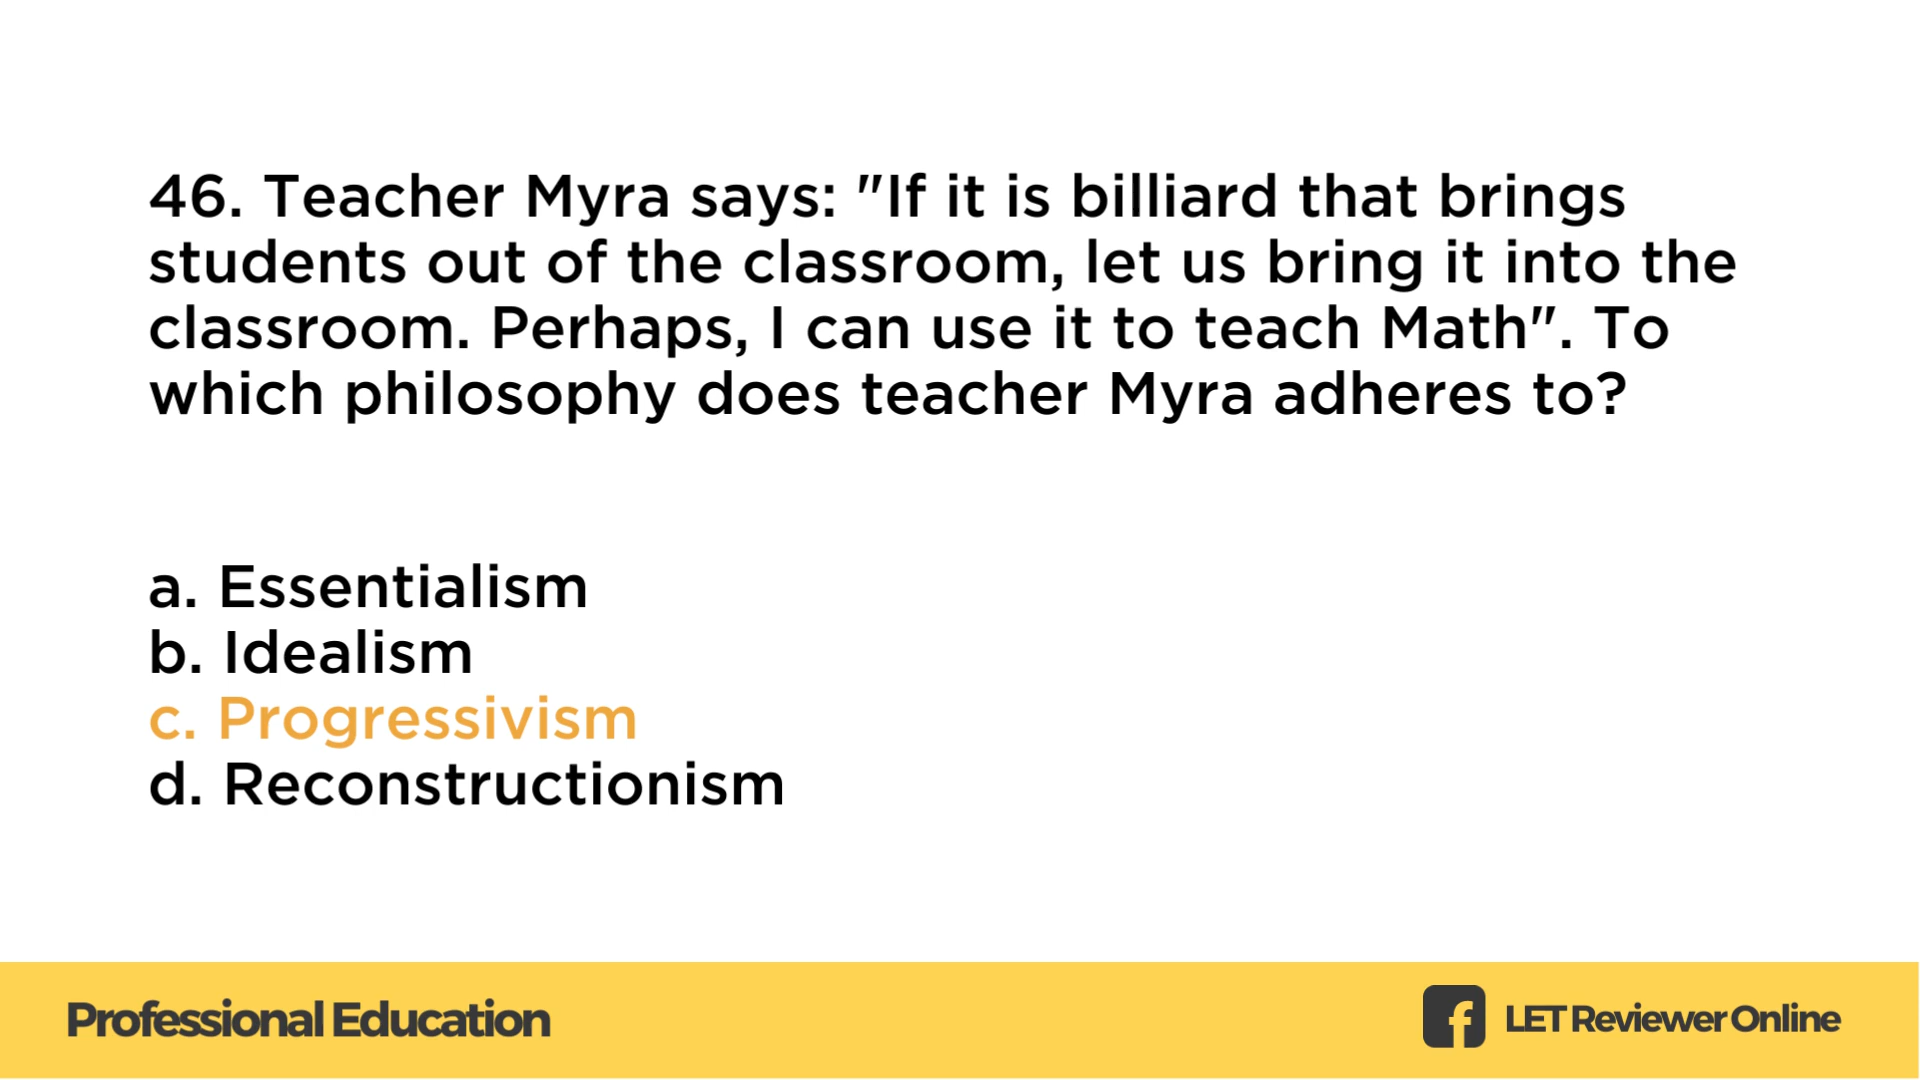 46. Teacher Myra says: "If it is billiard that brings
students out of the classroom, let us bring it into the
classroom. Perhaps, I can use it to teach Math". To
which philosophy does teacher Myra adheres to?
a. Essentialism
b. Idealism
c. Progressivism
d. Reconstructionism
Professional Education
LET Reviewer Online